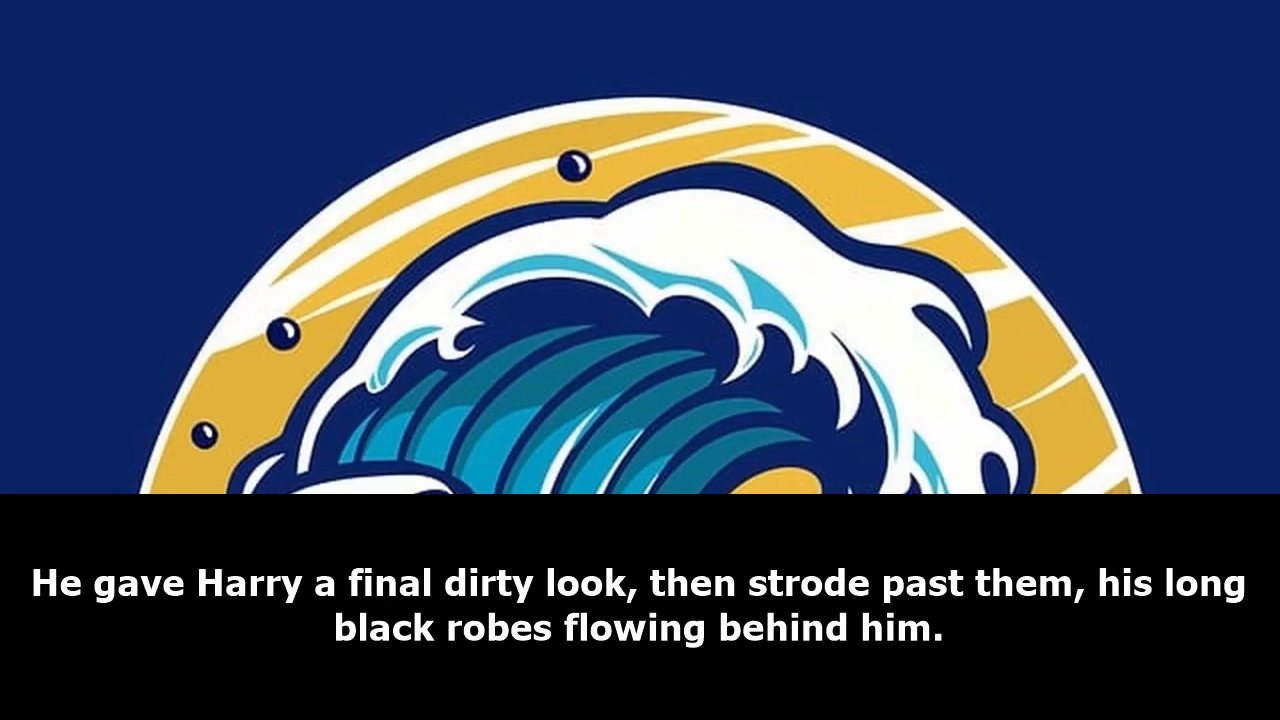 He gave Harry a final dirty look, then strode past them, his long
black robes flowing behind him.